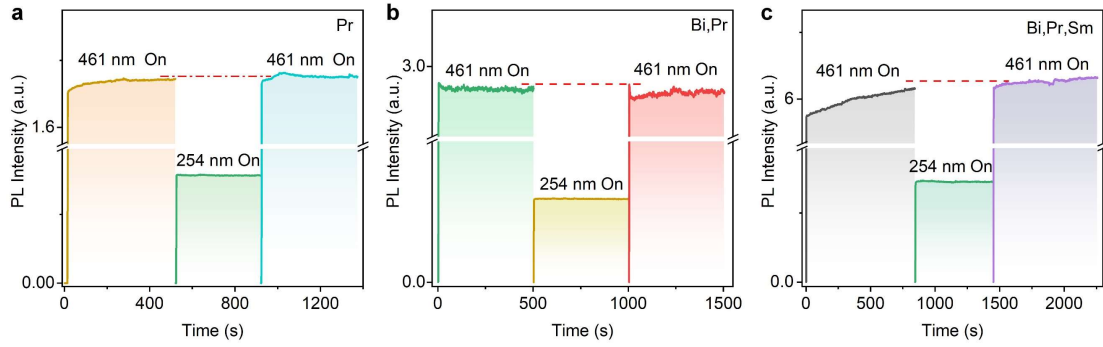 a
Pr
461 nm On
461 nm On
254 nm On
1.6
0.00
PL Intensity (a.u.)
0
400
800
1200
Time (s)
b
Bi,Pr
3.0
461 nm On
461 nm On
254 nm On
0.0
PL Intensity (a.u.)
0
500
1000
1500
Time (s)
c
Bi,Pr,Sm
461 nm On
461 nm On
6
254 nm On
0.0
PL Intensity (a.u.)
0
500
1000
1500
2000
Time (s)